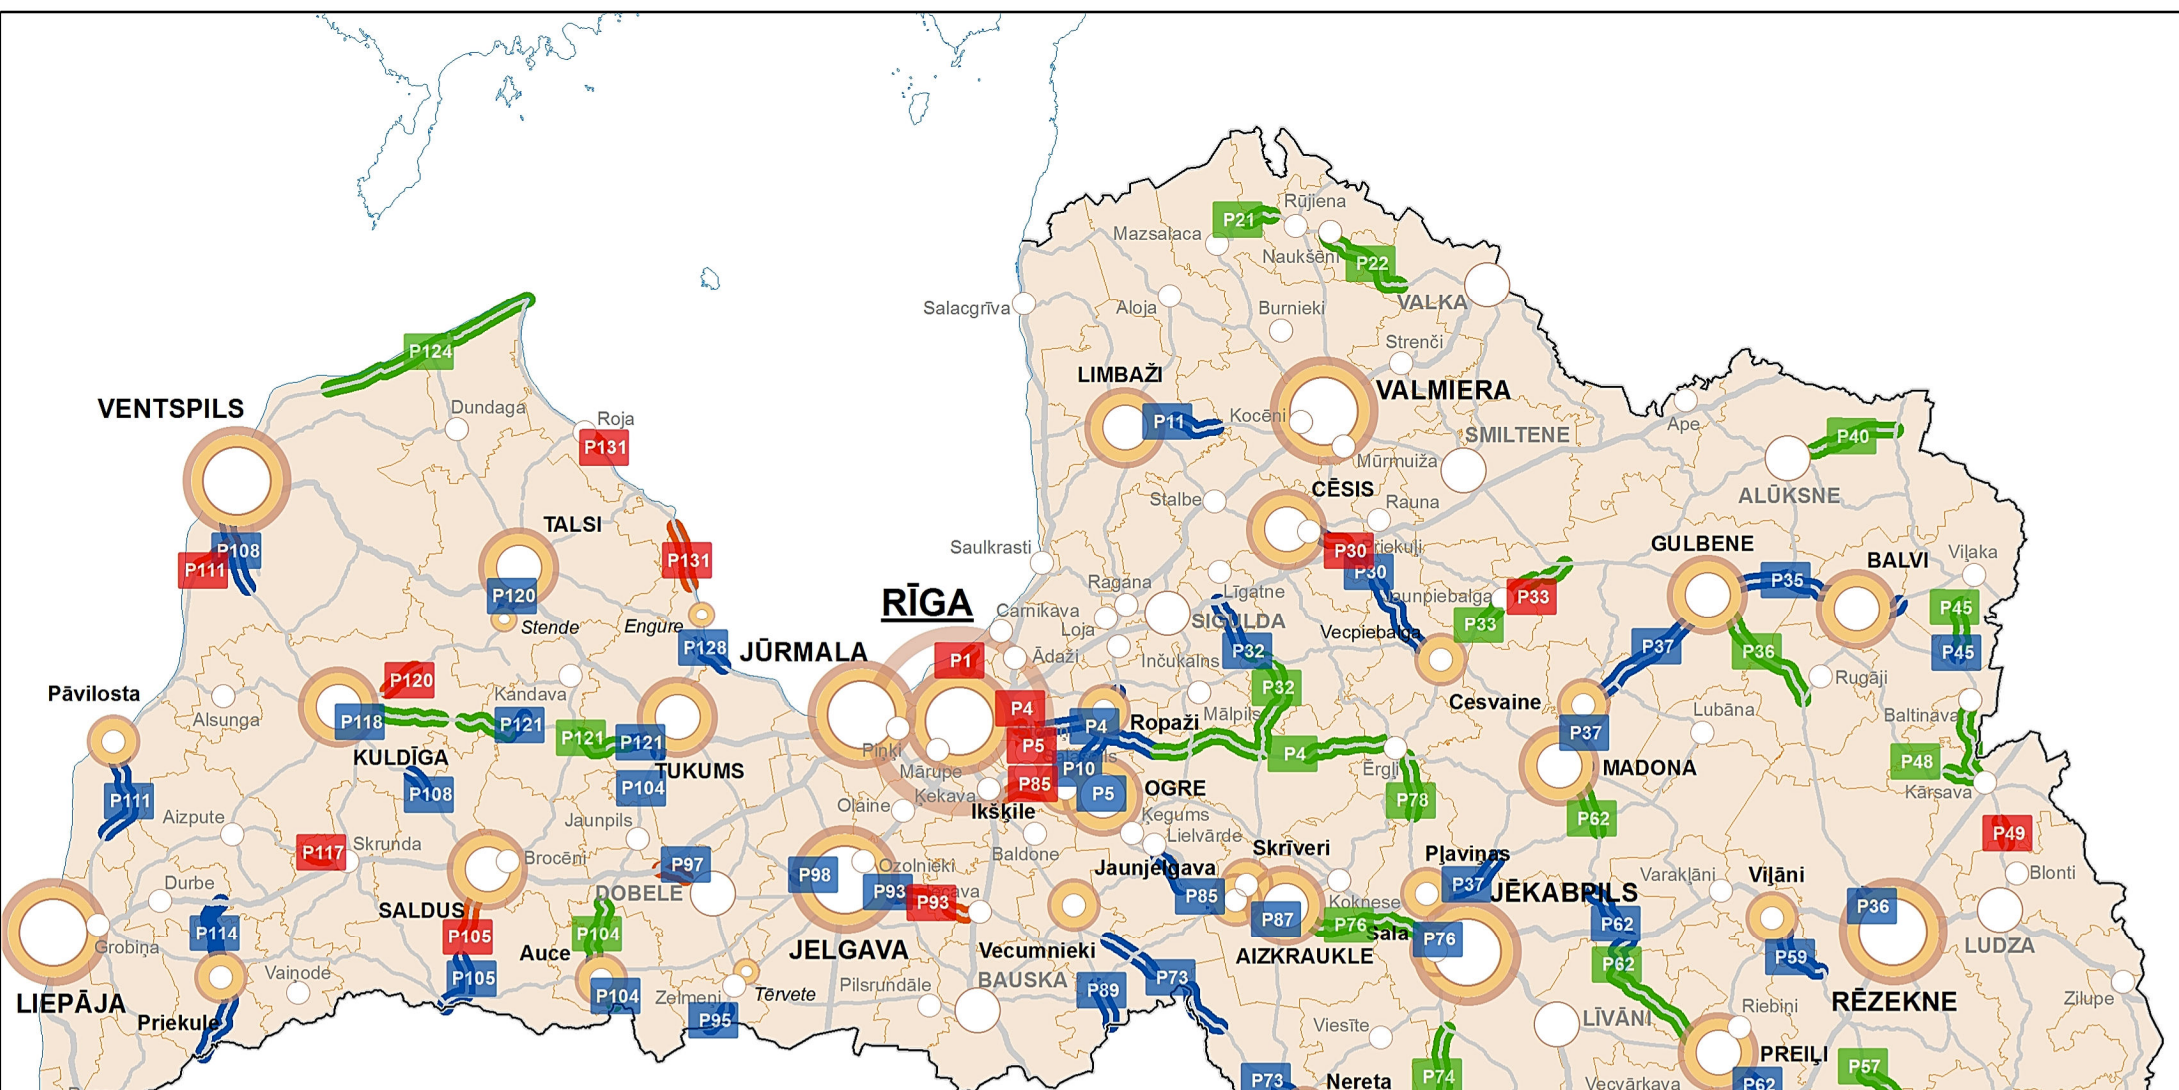 Rūjiena
P21
Mazsalaca
Naukšēni
P22
VALKA
Salacgrīva
Aloja
Burnieki
Strenči
P124
LIMBAŽI
VALMIERA
VENTSPILS
Dundaga
Roja
P131
P11
Kocēni
SMILTENE
Ape
P40
Mūrmuiža
ALŪKSNE
CĒSIS
Stalbe
Rauna
TALSI
Saulkrasti
P30
Priekuļi
GULBENE
BALVI
Viļaka
P108
P111
P131
P30
Ragana
Līgatne
P35
P120
RĪGA
Jaunpiebalga
P33
P45
Stende
Engure
Carnikava
Loja
SIGULDA
P33
Vecpiebalga
P128
JŪRMALA
P1
Ādaži
Inčukalns
P32
P37
P36
P45
Rugāji
P120
Pāvilosta
Kandava
P32
Cesvaine
Alsunga
P118
P121
P4
Mālpils
Lubāna
Baltinava
P121
P121
P4
Ropaži
P37
KULDĪGA
Piņķi
P5
P4
Ērgļi
P48
TUKUMS
Mārupe
Salaspils
P10
MADONA
P111
P108
P104
P85
P5
OGRE
P78
Kārsava
Ķekava
Olaine
Ikšķile
Ķegums
Aizpute
Jaunpils
Lielvārde
P62
P49
P117
Skrunda
Brocēni
P97
Baldone
Skrīveri
Pļaviņas
Ozolnieki
Jaunjelgava
Varakļāni
Viļāni
Blonti
Durbe
DOBELE
P98
P93
Iecava
P93
P85
Koknese
P37
JĒKABPILS
P36
SALDUS
P87
P76
Sala
P76
P62
Grobiņa
P114
P105
P104
LUDZA
Auce
JELGAVA
Vecumnieki
AIZKRAUKLE
P62
P59
Vaiņode
P105
P104
Zelmeņi
Tērvete
Pilsrundāle
BAUSKA
P89
P73
LIEPĀJA
RĒZEKNE
Zilupe
Priekule
P95
Viesīte
LĪVĀNI
Riebiņi
PREIĻI
P73
Nereta
P74
Vecvārkava
P62
P57